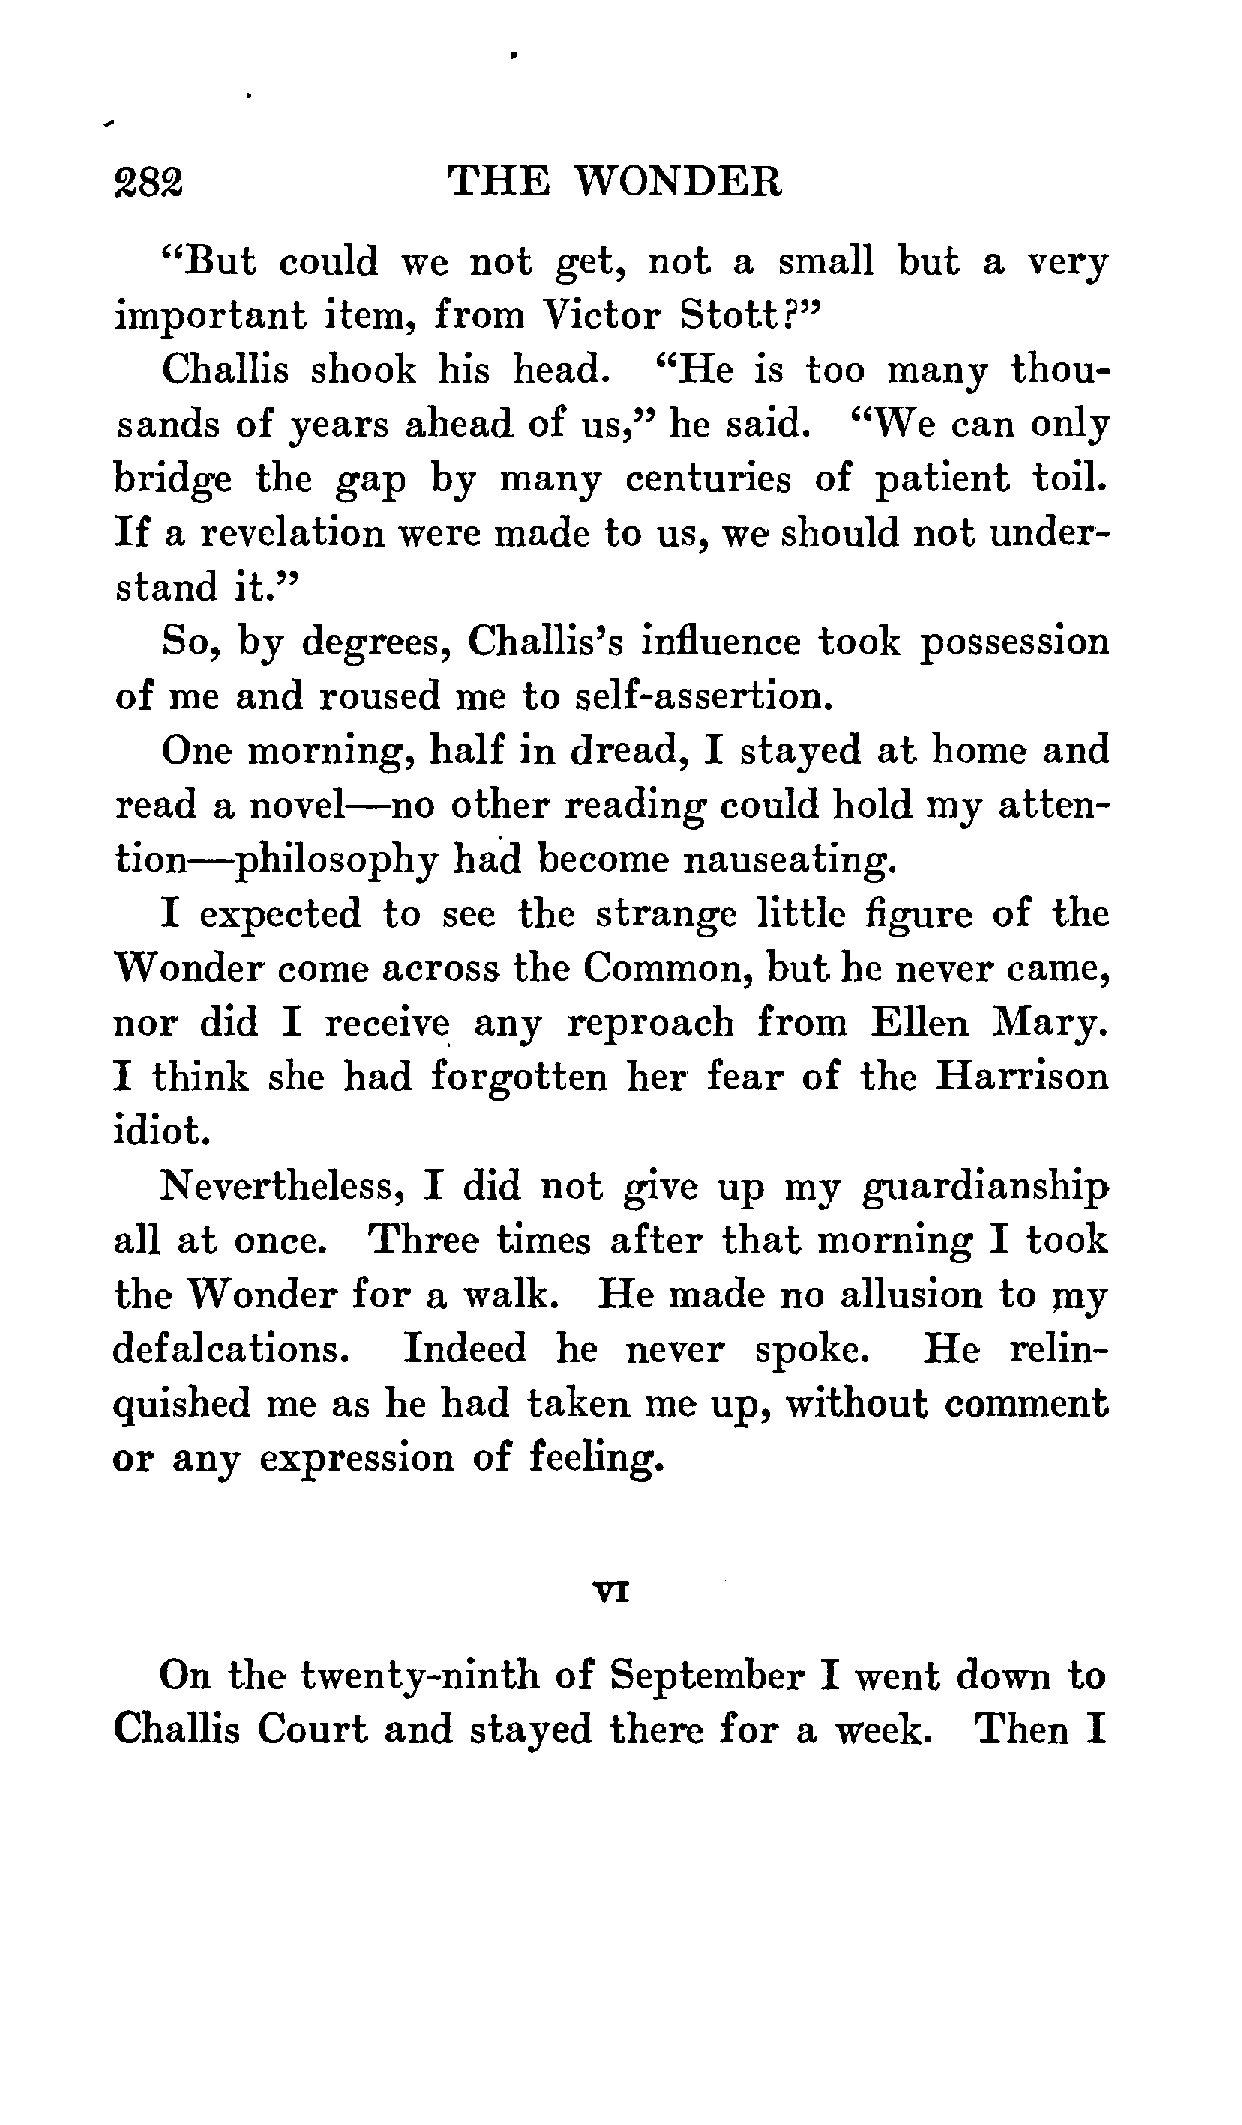 282 THE WONDER
“But could we not get, not a small but a very
important item, from Victor Stott?”
Challis shook his head. “He is too many thou-
sands of years ahead of us,” he said. “We can only
bridge the gap by many centuries of patient toil.
If a revelation were made to us, we should not under-
stand it.”
So, by degrees, Challis’s influence took possession
of me and roused me to self-assertion.
One morning, half in dread, I stayed at home and
read a novel—no other reading could hold my atten-
tion—philosophy had become nauseating.
I expected to see the strange little figure of the
Wonder come across the Common, but he never came,
nor did I receive any reproach from Ellen Mary.
I think she had forgotten her fear of the Harrison
idiot.
Nevertheless, I did not give up my guardianship
all at once. Three times after that morning I took
the Wonder for a walk. He made no allusion to my
defalcations. Indeed he never spoke. He relin-
quished me as he had taken me up, without comment
or any expression of feeling.
VI
On the twenty-ninth of September I went down to
Challis Court and stayed there for a week. Then I